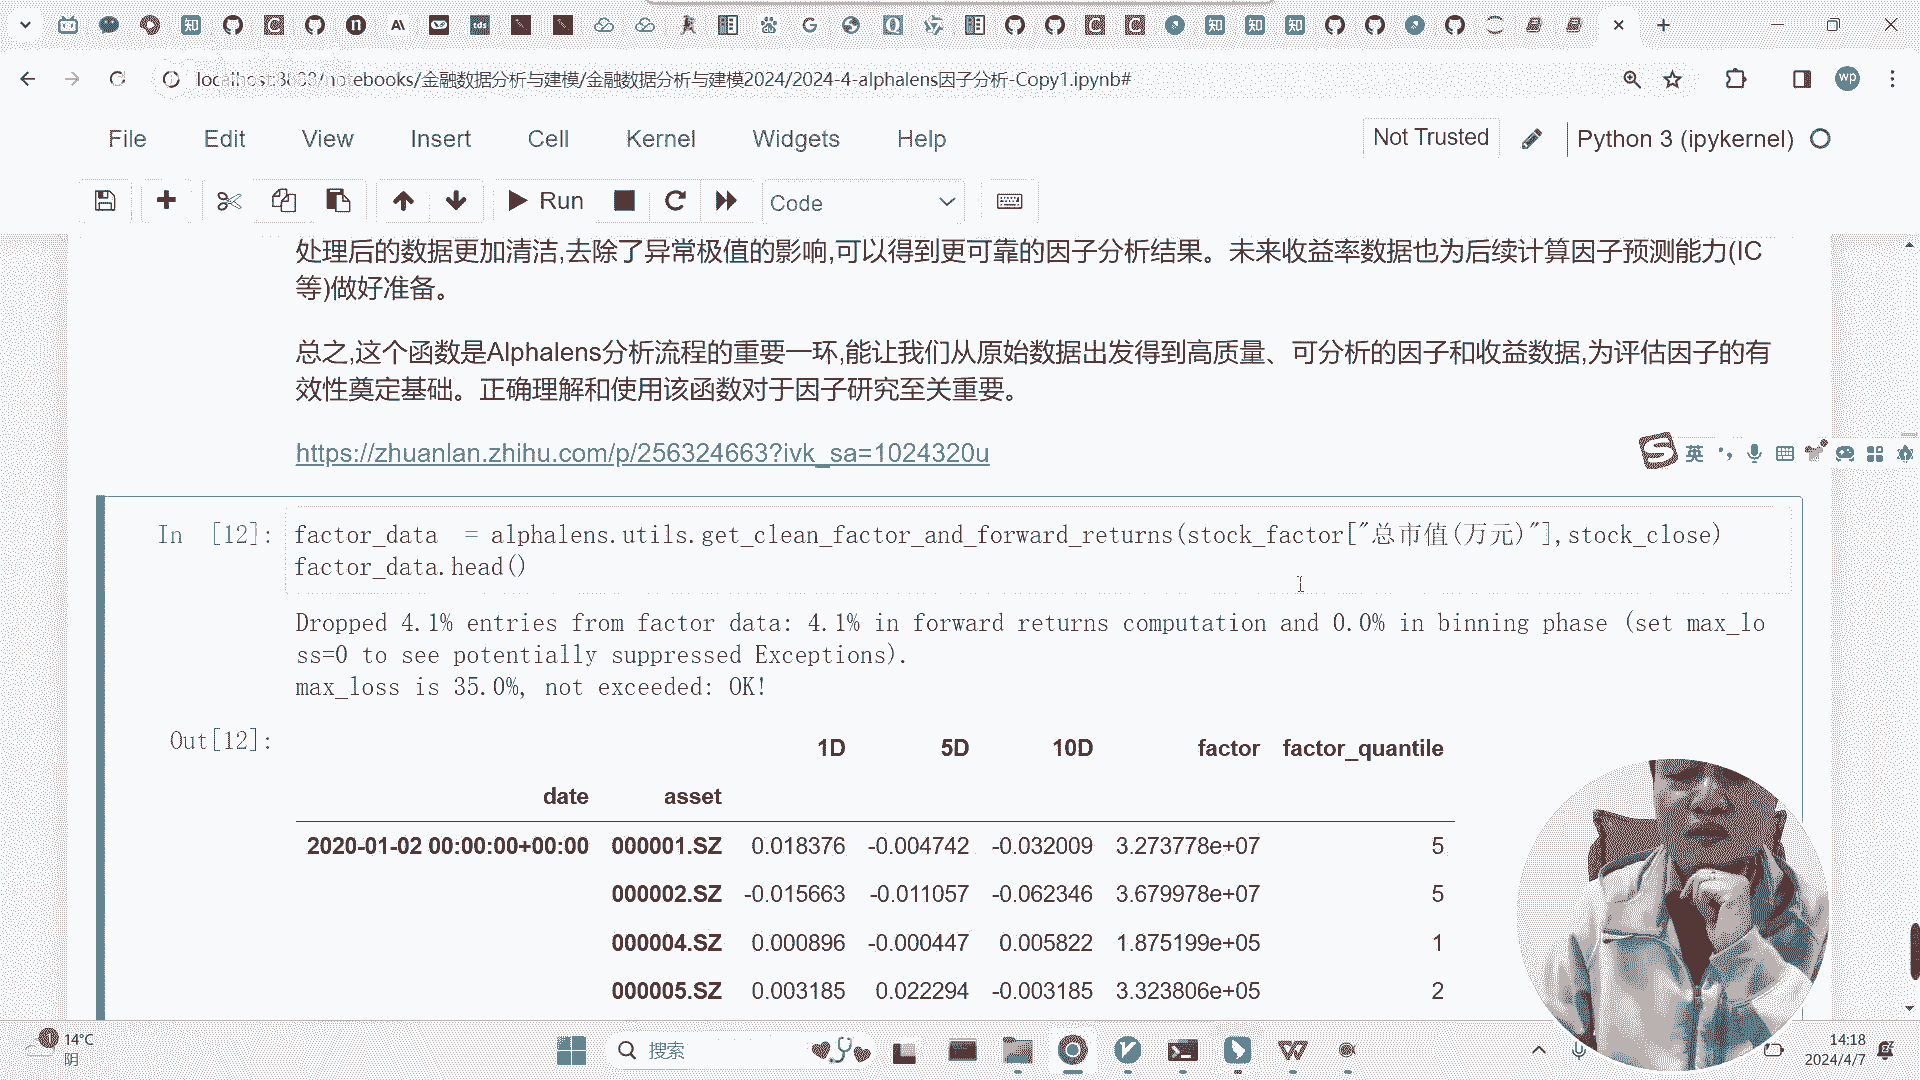 localhost:8888/notebooks/金融数据分析与建模/金融数据分析与建模2024/2024-4-alphalens因子分析-Copy1.ipynb#
File Edit View Insert Cell Kernel Widgets Help
Not Trusted Python 3 (ipykernel)
Run Code
处理后的数据更加清洁,去除了异常极值的影响,可以得到更可靠的因子分析结果。未来收益率数据也为后续计算因子预测能力(IC
等)做好准备。
总之,这个函数是Alphalens分析流程的重要一环,能让我们从原始数据出发得到高质量、可分析的因子和收益数据,为评估因子的有
效性奠定基础。正确理解和使用该函数对于因子研究至关重要。
https://zhuanlan.zhihu.com/p/256324663?ivk_sa=1024320u
英
In [12]: factor_data = alphalens.utils.get_clean_factor_and_forward_returns(stock_factor["总市值(万元)"],stock_close)
factor_data.head()
Dropped 4.1% entries from factor data: 4.1% in forward returns computation and 0.0% in binning phase (set max_lo
ss=0 to see potentially suppressed Exceptions).
max_loss is 35.0%, not exceeded: OK!
Out[12]:
1D 5D 10D factor factor_quantile
date asset
2020-01-02 00:00:00+00:00 000001.SZ 0.018376 -0.004742 -0.032009 3.273778e+07 5
000002.SZ -0.015663 -0.011057 -0.062346 3.679978e+07 5
000004.SZ 0.000896 -0.000447 0.005822 1.875199e+05 1
000005.SZ 0.003185 0.022294 -0.003185 3.323806e+05 2
14°C
阴
搜索
14:18
2024/4/7